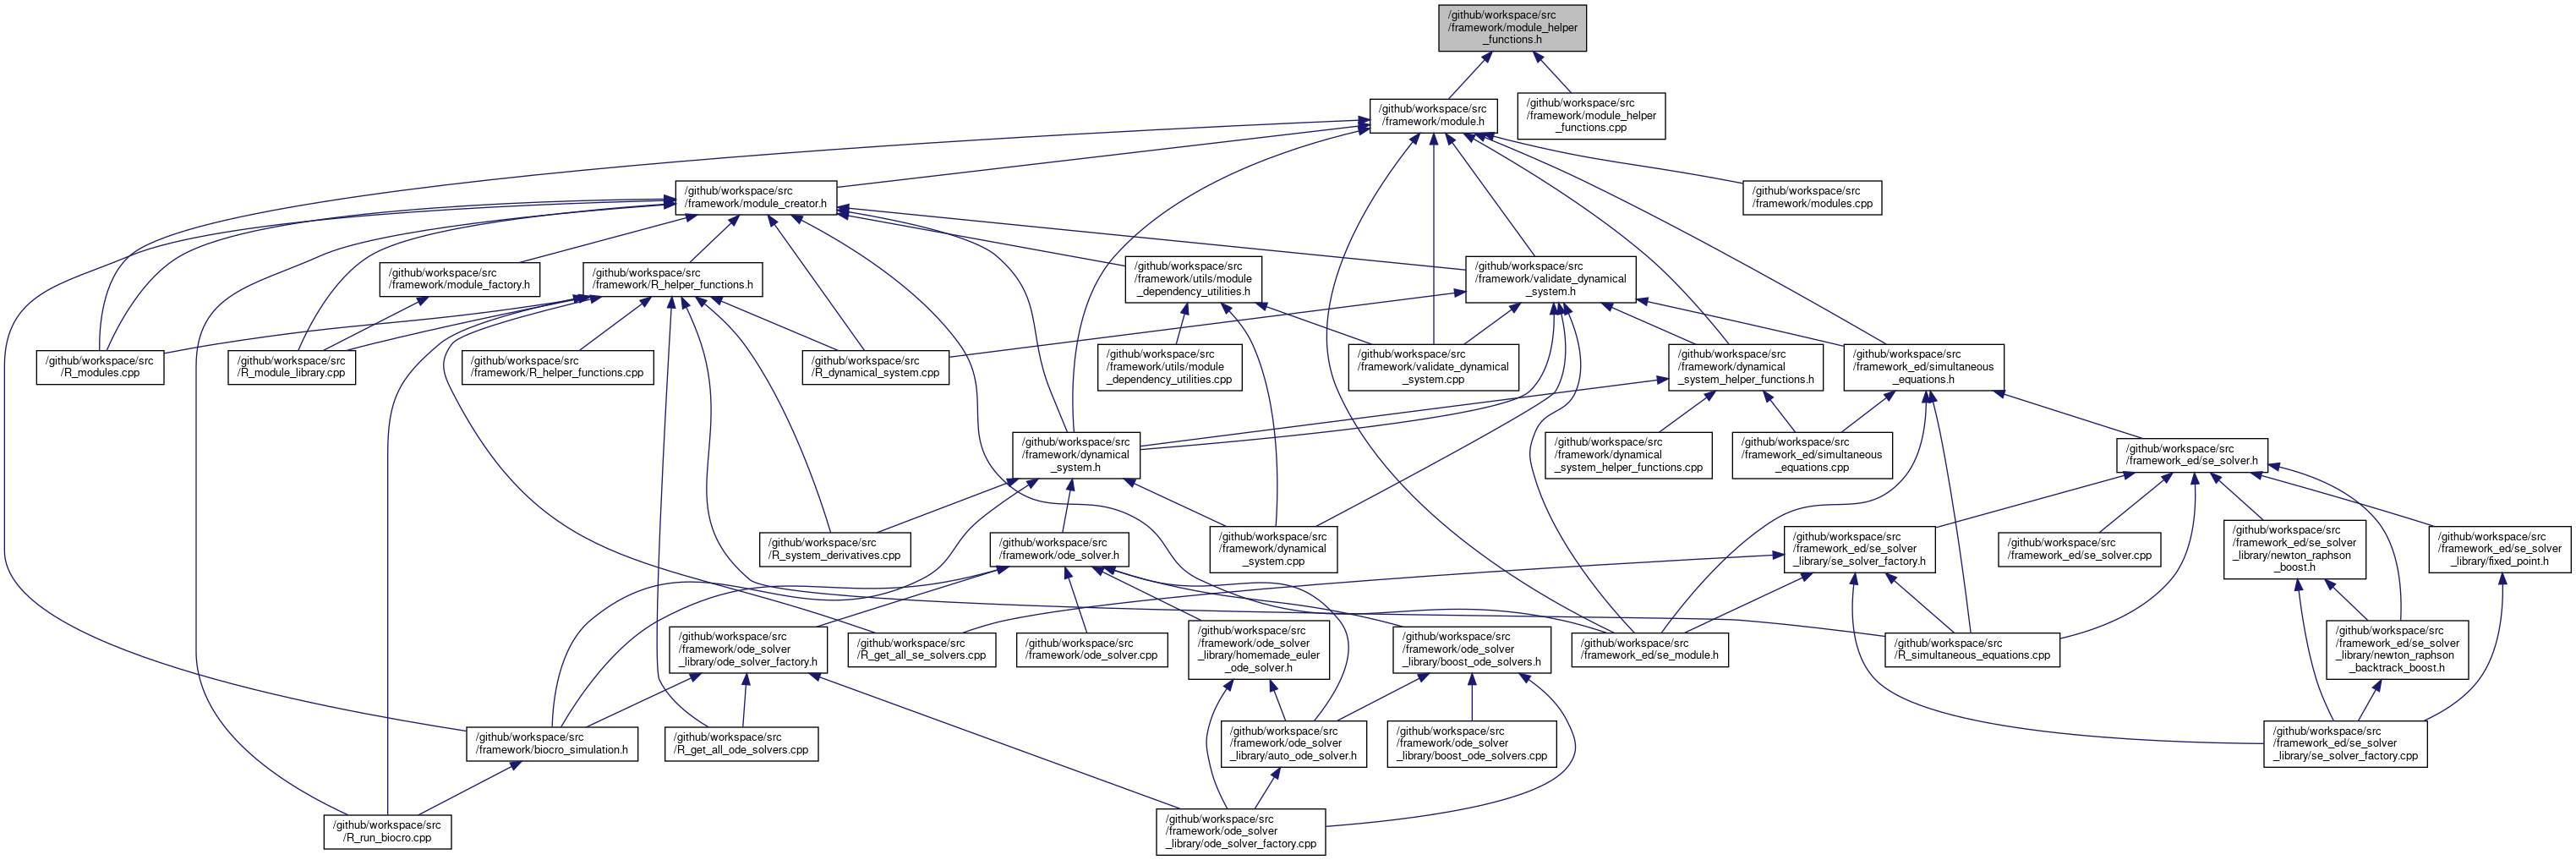 /github/workspace/src
/framework/module_helper
_functions.h
/github/workspace/src
/framework/module.h
/github/workspace/src
/framework/module_helper
_functions.cpp
/github/workspace/src
/framework/module_creator.h
/github/workspace/src
/framework/modules.cpp
/github/workspace/src
/framework/module_factory.h
/github/workspace/src
/framework/R_helper_functions.h
/github/workspace/src
/framework/utils/module
_dependency_utilities.h
/github/workspace/src
/framework/validate_dynamical
_system.h
/github/workspace/src
/R_modules.cpp
/github/workspace/src
/R_module_library.cpp
/github/workspace/src
/framework/R_helper_functions.cpp
/github/workspace/src
/R_dynamical_system.cpp
/github/workspace/src
/framework/utils/module
_dependency_utilities.cpp
/github/workspace/src
/framework/validate_dynamical
_system.cpp
/github/workspace/src
/framework/dynamical
_system_helper_functions.h
/github/workspace/src
/framework_ed/simultaneous
_equations.h
/github/workspace/src
/framework/dynamical
_system.h
/github/workspace/src
/framework/dynamical
_system_helper_functions.cpp
/github/workspace/src
/framework_ed/simultaneous
_equations.cpp
/github/workspace/src
/framework_ed/se_solver.h
/github/workspace/src
/R_system_derivatives.cpp
/github/workspace/src
/framework/ode_solver.h
/github/workspace/src
/framework/dynamical
_system.cpp
/github/workspace/src
/framework_ed/se_solver
_library/se_solver_factory.h
/github/workspace/src
/framework_ed/se_solver.cpp
/github/workspace/src
/framework_ed/se_solver
_library/newton_raphson
_boost.h
/github/workspace/src
/framework_ed/se_solver
_library/fixed_point.h
/github/workspace/src
/framework/ode_solver
_library/ode_solver_factory.h
/github/workspace/src
/R_get_all_se_solvers.cpp
/github/workspace/src
/framework/ode_solver.cpp
/github/workspace/src
/framework/ode_solver
_library/homemade_euler
_ode_solver.h
/github/workspace/src
/framework/ode_solver
_library/boost_ode_solvers.h
/github/workspace/src
/framework_ed/se_module.h
/github/workspace/src
/R_simultaneous_equations.cpp
/github/workspace/src
/framework_ed/se_solver
_library/newton_raphson
_backtrack_boost.h
/github/workspace/src
/framework/biocro_simulation.h
/github/workspace/src
/R_get_all_ode_solvers.cpp
/github/workspace/src
/framework/ode_solver
_library/auto_ode_solver.h
/github/workspace/src
/framework/ode_solver
_library/boost_ode_solvers.cpp
/github/workspace/src
/framework_ed/se_solver
_library/se_solver_factory.cpp
/github/workspace/src
/R_run_biocro.cpp
/github/workspace/src
/framework/ode_solver
_library/ode_solver_factory.cpp